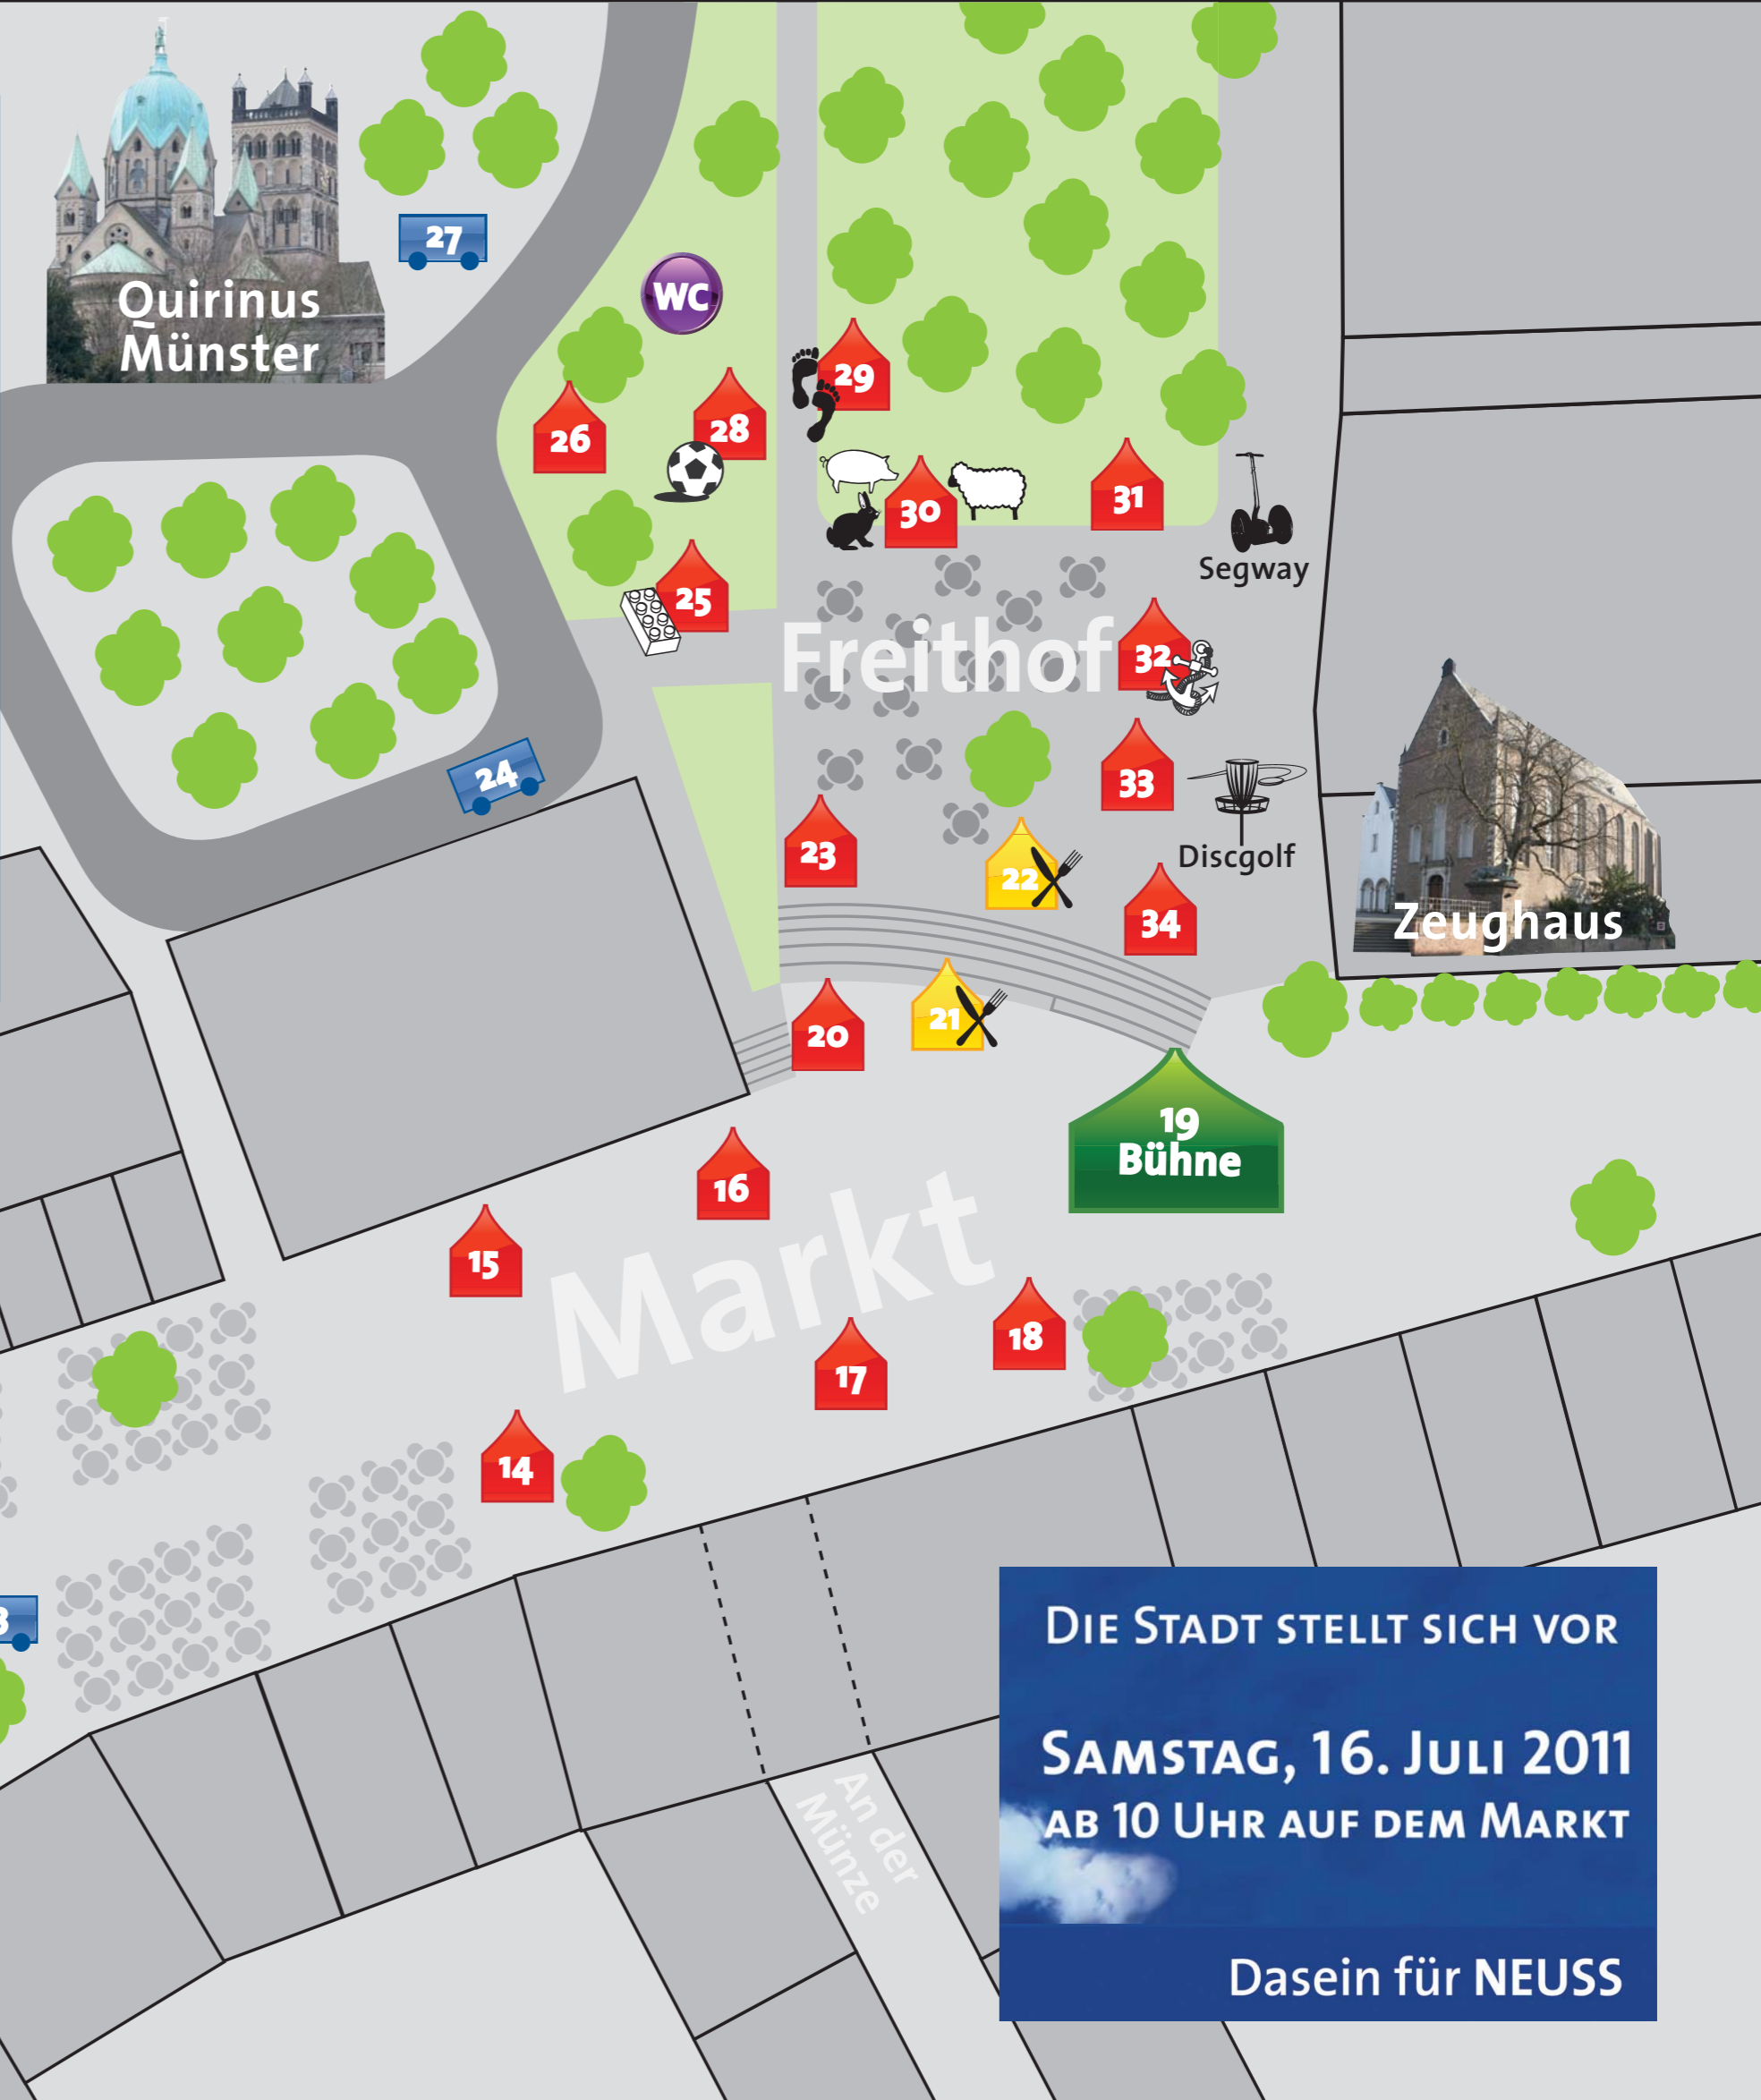 27
Quirinus
Münster
WC
29
26
28
30
31
Segway
25
Freithof
32
24
33
23
22
Discgolf
34
Zeughaus
20
21
19
Bühne
16
15
Markt
18
17
14
3
An der
Münze
DIE STADT STELLT SICH VOR
SAMSTAG, 16. JULI 2011
AB 10 UHR AUF DEM MARKT
Dasein für NEUSS